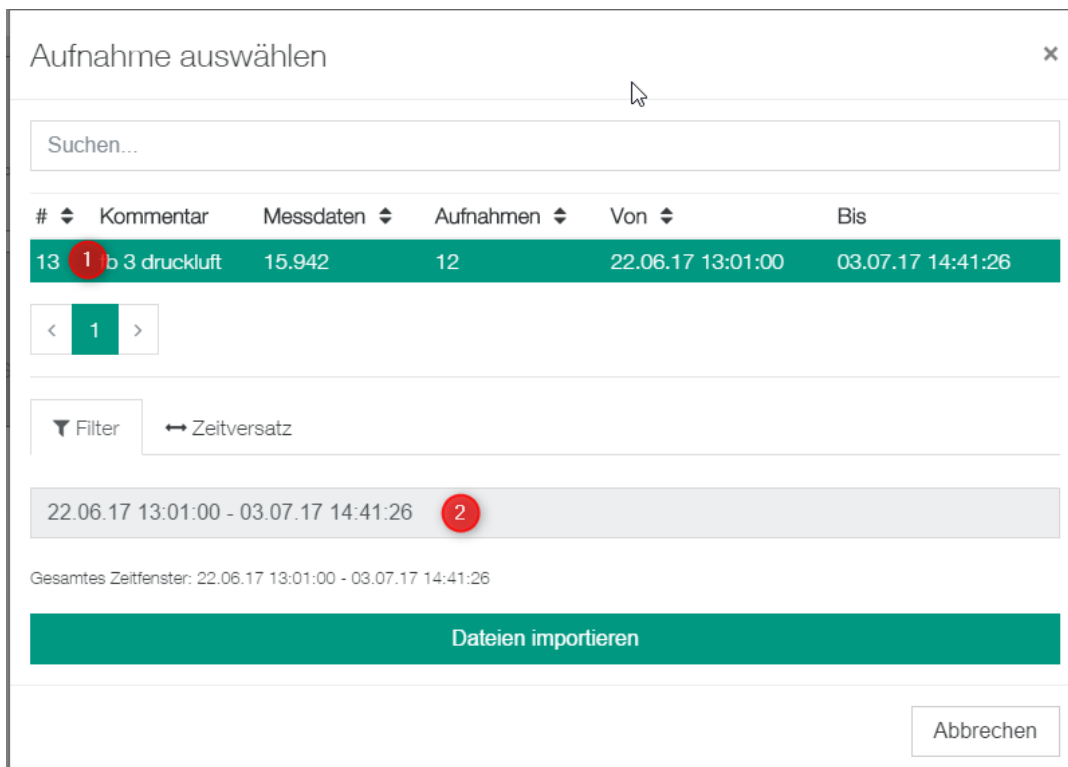 Aufnahme auswählen ×
Suchen...
# Kommentar Messdaten Aufnahmen Von Bis
13 1 fb 3 druckluft 15.942 12 22.06.17 13:01:00 03.07.17 14:41:26
< 1 >
Filter Zeitversatz
22.06.17 13:01:00 - 03.07.17 14:41:26 2
Gesamtes Zeitfenster: 22.06.17 13:01:00 - 03.07.17 14:41:26
Dateien importieren
Abbrechen